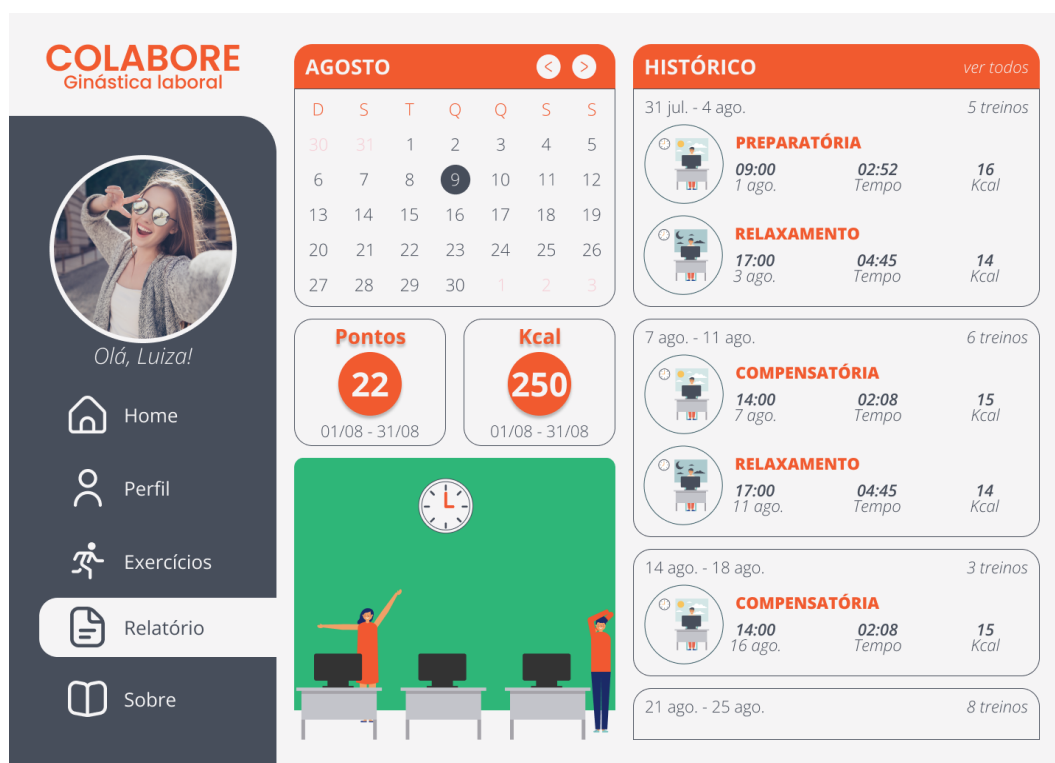 COLABORE
Ginástica laboral
Olá, Luiza!
Home
Perfil
Exercícios
Relatório
Sobre
AGOSTO < >
D S T Q Q S S
30 31 1 2 3 4 5
6 7 8 9 10 11 12
13 14 15 16 17 18 19
20 21 22 23 24 25 26
27 28 29 30 1 2 3
Pontos
22
01/08 - 31/08
Kcal
250
01/08 - 31/08
HISTÓRICO ver todos
31 jul. - 4 ago. 5 treinos
PREPARATÓRIA
09:00 02:52 16
1 ago. Tempo Kcal
RELAXAMENTO
17:00 04:45 14
3 ago. Tempo Kcal
7 ago. - 11 ago. 6 treinos
COMPENSATÓRIA
14:00 02:08 15
7 ago. Tempo Kcal
RELAXAMENTO
17:00 04:45 14
11 ago. Tempo Kcal
14 ago. - 18 ago. 3 treinos
COMPENSATÓRIA
14:00 02:08 15
16 ago. Tempo Kcal
21 ago. - 25 ago. 8 treinos